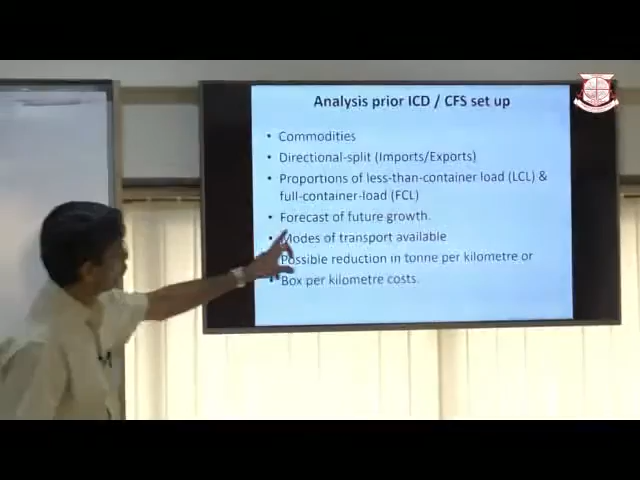 Analysis prior ICD / CFS set up
• Commodities
• Directional-split (Imports/Exports)
• Proportions of less-than-container load (LCL) &
full-container-load (FCL)
• Forecast of future growth.
• Modes of transport available
Possible reduction in tonne per kilometre or
• Box per kilometre costs.